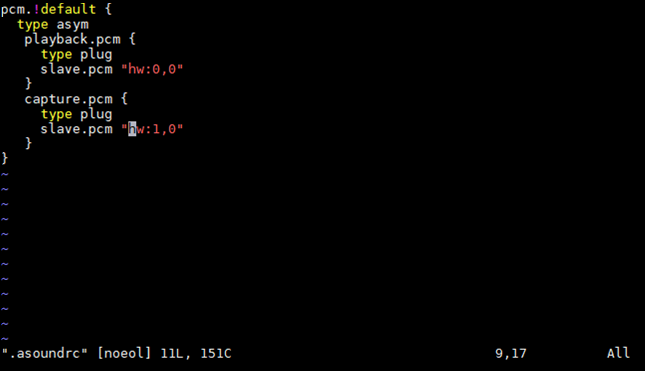 pcm.!default {
  type asym
   playback.pcm {
     type plug
     slave.pcm "hw:0,0"
   }
   capture.pcm {
     type plug
     slave.pcm "hw:1,0"
   }
}
~
~
~
~
~
~
~
~
~
~
~
~
".asoundrc" [noeol] 11L, 151C                                 9,17          All